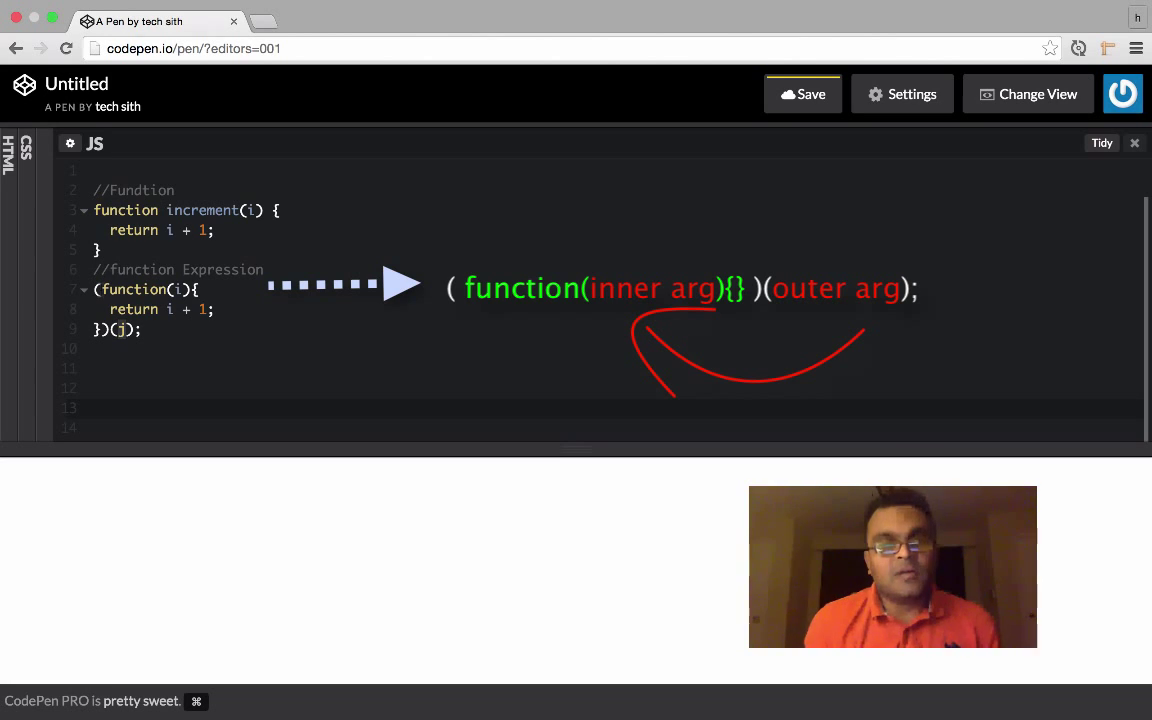 A Pen by tech sith
h
codepen.io/pen/?editors=001
Untitled
A PEN BY tech sith
Save
Settings
Change View
HTML
CSS
JS
Tidy
1
2 //Fundtion
3 function increment(i) {
4 return i + 1;
5 }
6 //function Expression
7 (function(i){
8 return i + 1;
9 })(j);
10
11
12
13
14
( function(inner arg){} )(outer arg);
CodePen PRO is pretty sweet. ⌘